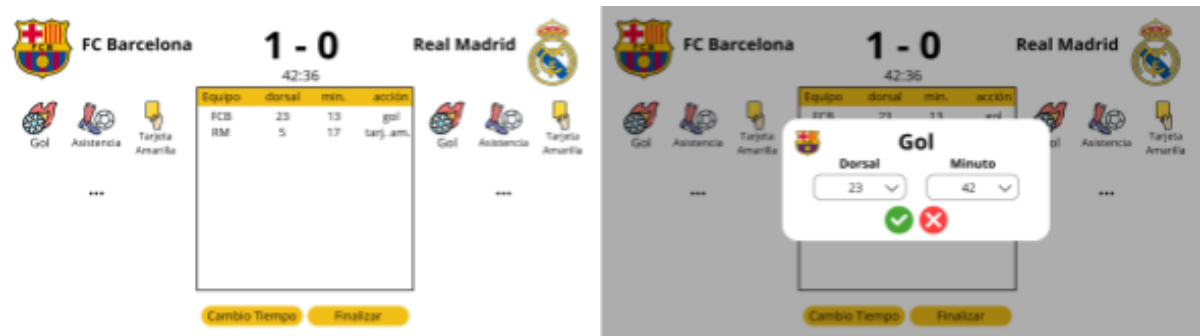 FC Barcelona 1 - 0 Real Madrid
42:36
Equipo dorsal min. acción
FCB 23 13 gol
RM 5 17 tarj. am.
Gol Asistencia Tarjeta Amarilla
Gol Asistencia Tarjeta Amarilla
...
...
Cambio Tiempo Finalizar
FC Barcelona 1 - 0 Real Madrid
42:36
Equipo dorsal min. acción
FCB 23 13 gol
Gol Asistencia Tarjeta Amarilla
Gol
Dorsal Minuto
23 42
Asistencia Tarjeta Amarilla
...
...
Cambio Tiempo Finalizar